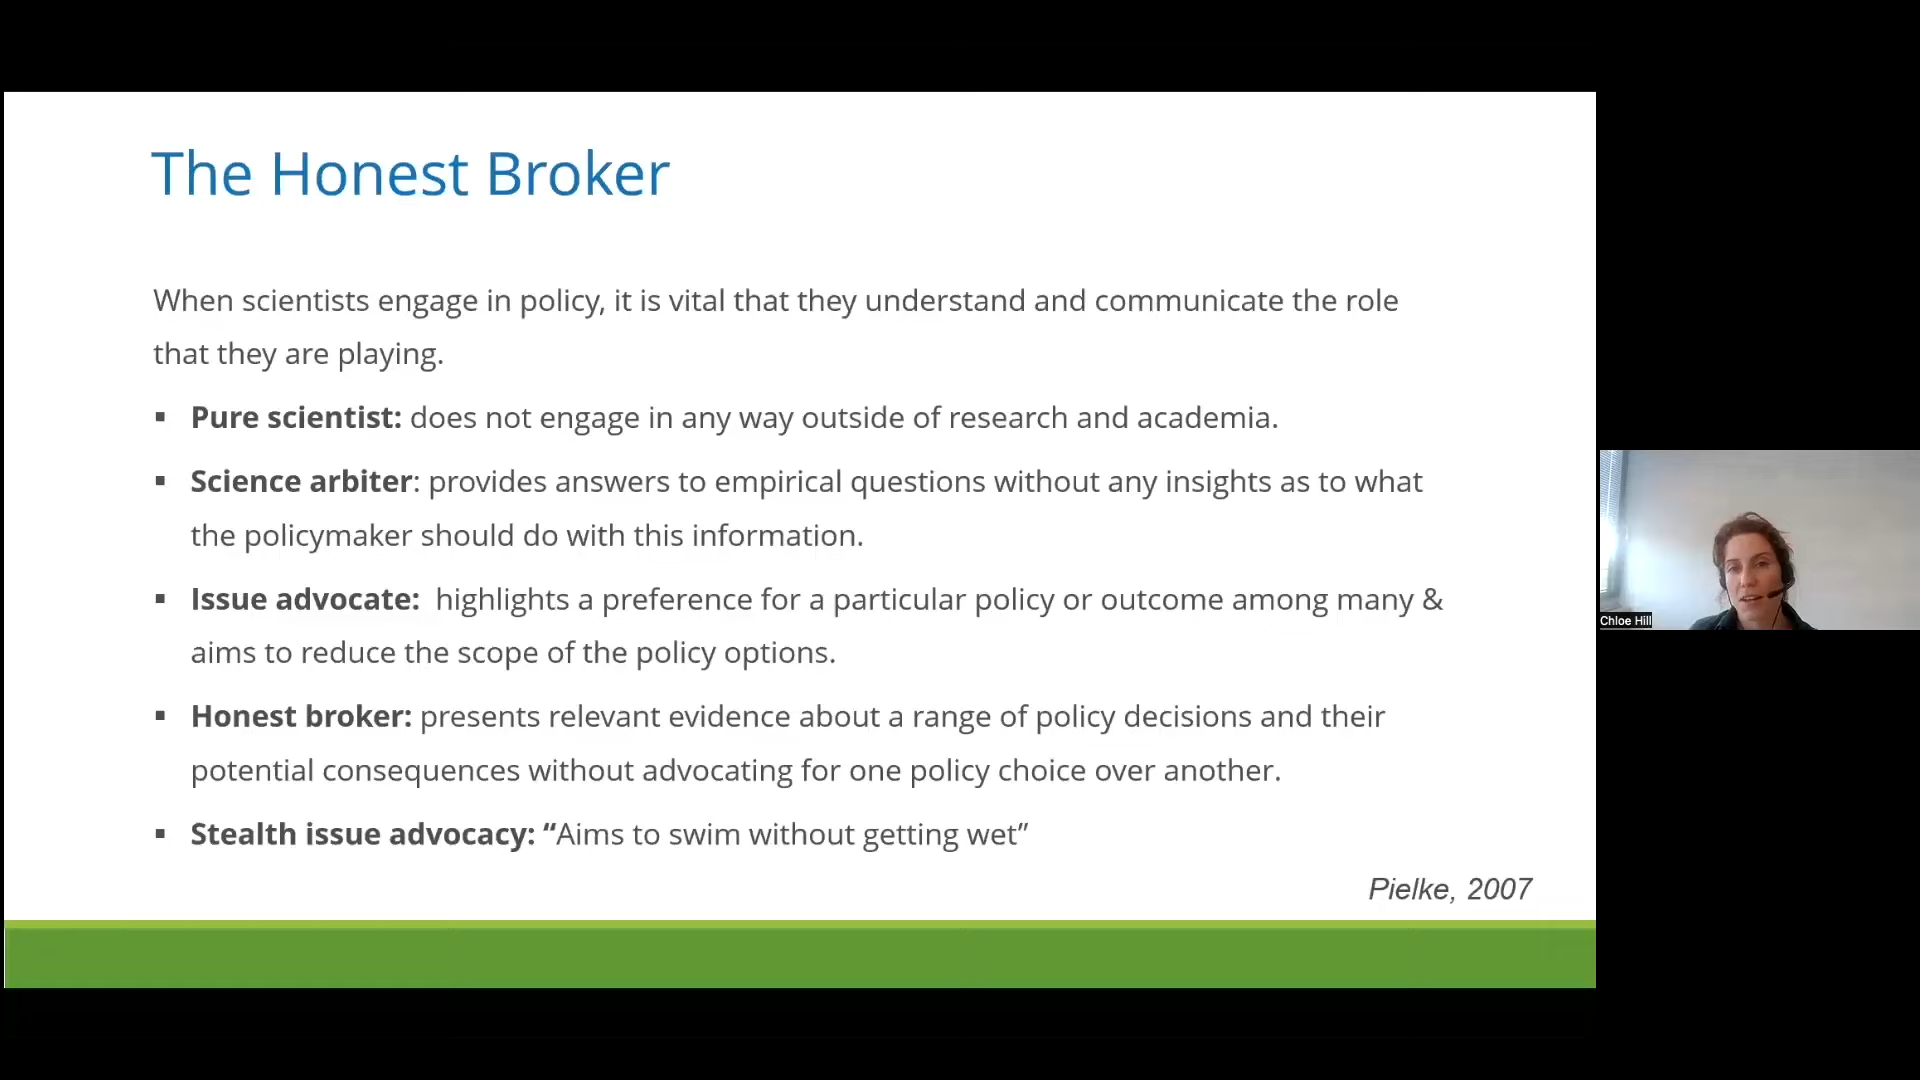 The Honest Broker
When scientists engage in policy, it is vital that they understand and communicate the role
that they are playing.
▪ Pure scientist: does not engage in any way outside of research and academia.
▪ Science arbiter: provides answers to empirical questions without any insights as to what
the policymaker should do with this information.
▪ Issue advocate: highlights a preference for a particular policy or outcome among many &
aims to reduce the scope of the policy options.
▪ Honest broker: presents relevant evidence about a range of policy decisions and their
potential consequences without advocating for one policy choice over another.
▪ Stealth issue advocacy: “Aims to swim without getting wet”
Pielke, 2007
Chloe Hill